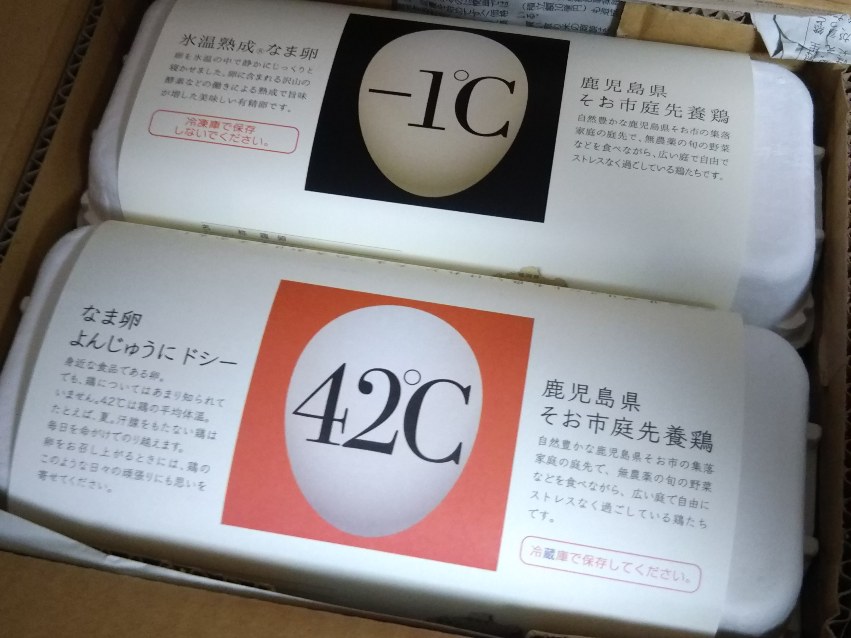 氷温熟成®なま卵
卵を氷温の中で静かにじっくりと
寝かせました。卵に含まれる沢山の
酵素などの働きによる熟成で旨味
が増した美味しい有精卵です。
冷凍庫で保存
しないでください。
−1℃
鹿児島県
そお市庭先養鶏
自然豊かな鹿児島県そお市の集落
家庭の庭先で、無農薬の旬の野菜
などを食べながら、広い庭で自由で
ストレスなく過ごしている鶏たちです。
なま卵
よんじゅうに ドシー
身近な食品である卵。
でも、鶏についてはあまり知られて
いません。42℃は鶏の平均体温。
たとえば、夏。汗腺をもたない鶏は
毎日を命がけでのり越えます。
卵をお召し上がるときには、鶏の
このような日々の頑張りにも思いを
寄せてください。
42℃
鹿児島県
そお市庭先養鶏
自然豊かな鹿児島県そお市の集落
家庭の庭先で、無農薬の旬の野菜
などを食べながら、広い庭で自由に
ストレスなく過ごしている鶏たち
です。
冷蔵庫で保存してください。